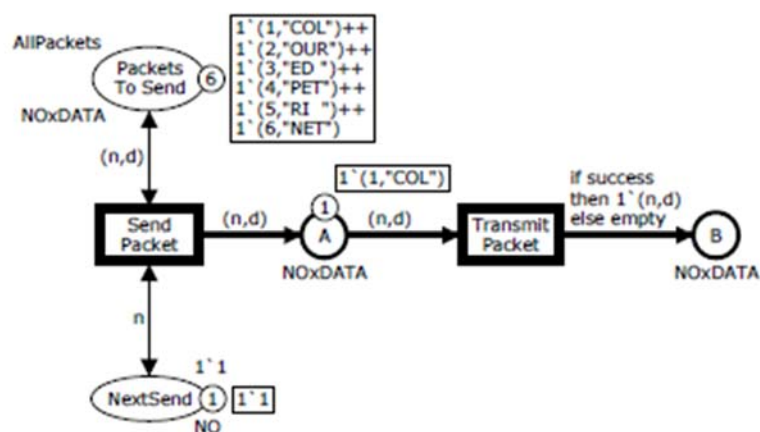 AllPackets
Packets
To Send
6
1`(1,"COL")++
1`(2,"OUR")++
1`(3,"ED ")++
1`(4,"PET")++
1`(5,"RI ")++
1`(6,"NET")
NOxDATA
(n,d)
1`(1,"COL")
if success
then 1`(n,d)
else empty
Send
Packet
(n,d)
1
A
(n,d)
Transmit
Packet
B
NOxDATA
NOxDATA
n
1`1
NextSend
1
1`1
NO